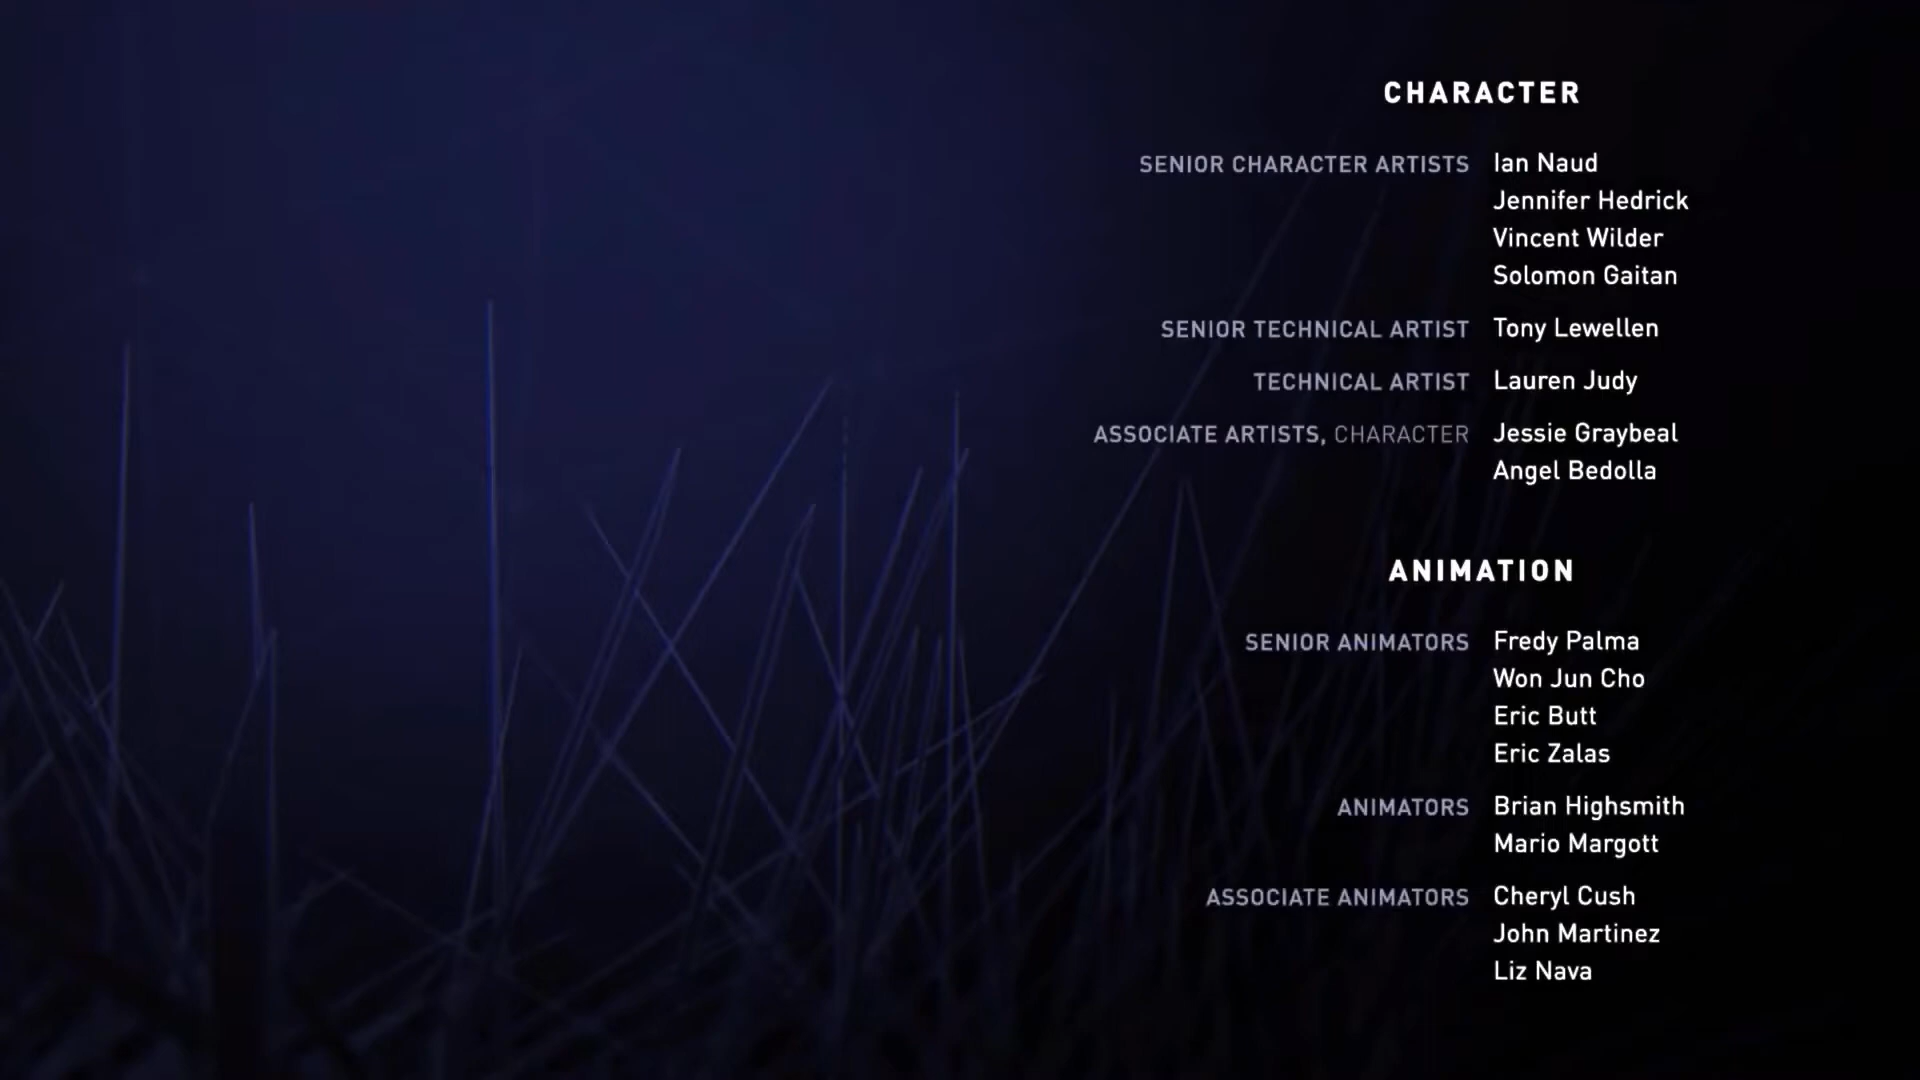 CHARACTER
SENIOR CHARACTER ARTISTS Ian Naud
Jennifer Hedrick
Vincent Wilder
Solomon Gaitan
SENIOR TECHNICAL ARTIST Tony Lewellen
TECHNICAL ARTIST Lauren Judy
ASSOCIATE ARTISTS, CHARACTER Jessie Graybeal
Angel Bedolla
ANIMATION
SENIOR ANIMATORS Fredy Palma
Won Jun Cho
Eric Butt
Eric Zalas
ANIMATORS Brian Highsmith
Mario Margott
ASSOCIATE ANIMATORS Cheryl Cush
John Martinez
Liz Nava